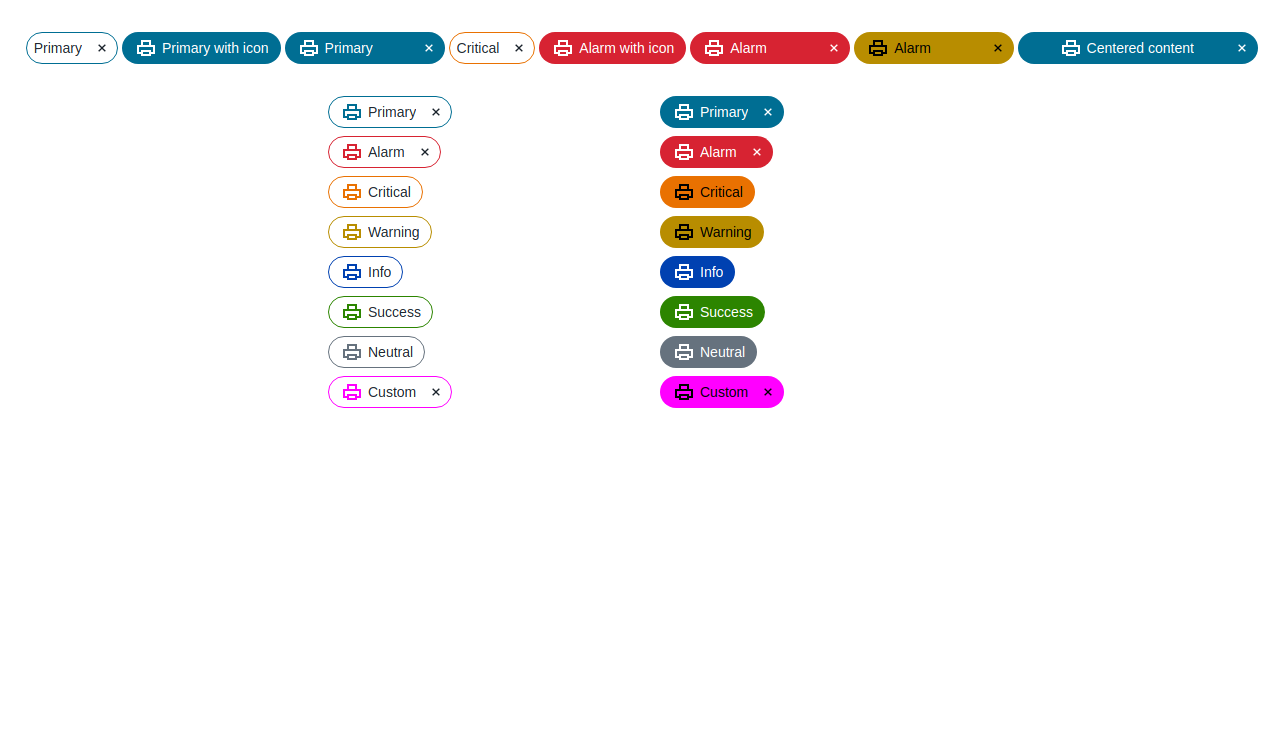 Primary Primary with icon Primary Critical Alarm with icon Alarm Alarm Centered content
Primary Primary
Alarm Alarm
Critical Critical
Warning Warning
Info Info
Success Success
Neutral Neutral
Custom Custom